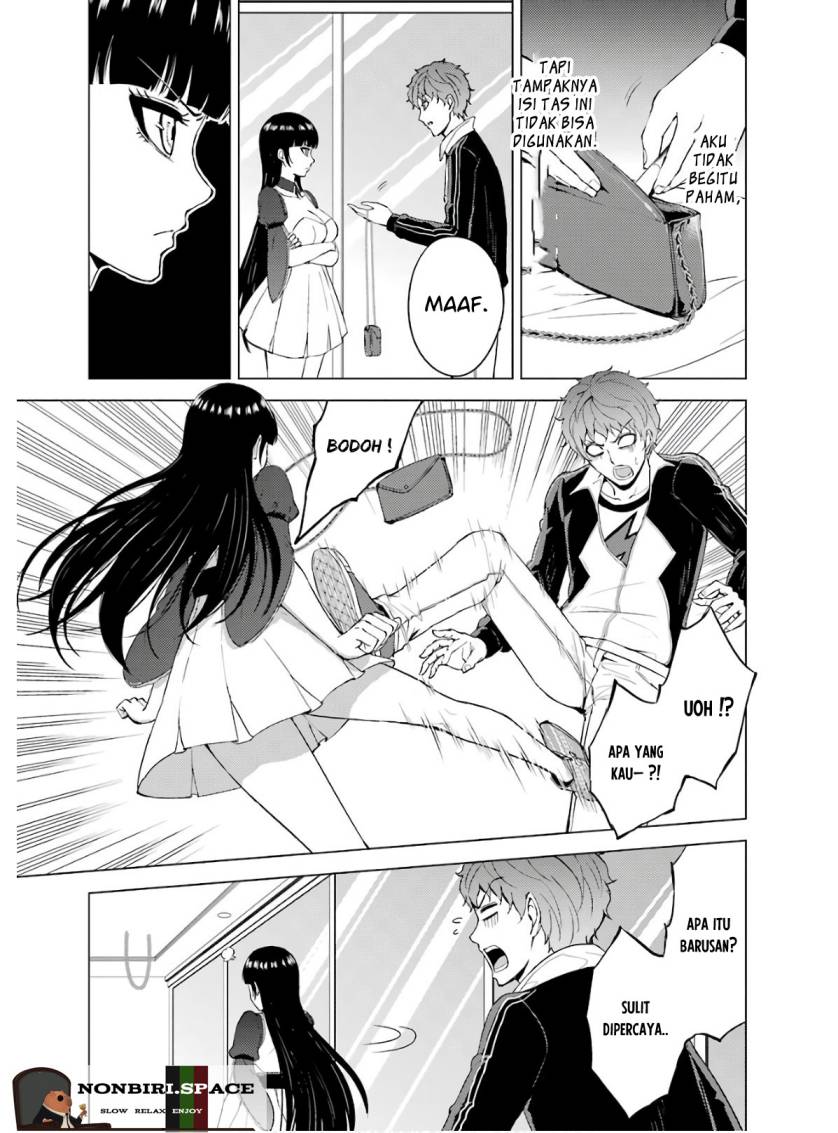 AKU
TIDAK
BEGITU
PAHAM,
TAPI
TAMPAKNYA
ISI TAS INI
TIDAK BISA
DIGUNAKAN.
MAAF.
BODOH !
UOH !?
APA YANG
KAU- ?!
APA ITU
BARUSAN?
SULIT
DIPERCAYA..
NONBIRI.SPACE
SLOW RELAX ENJOY